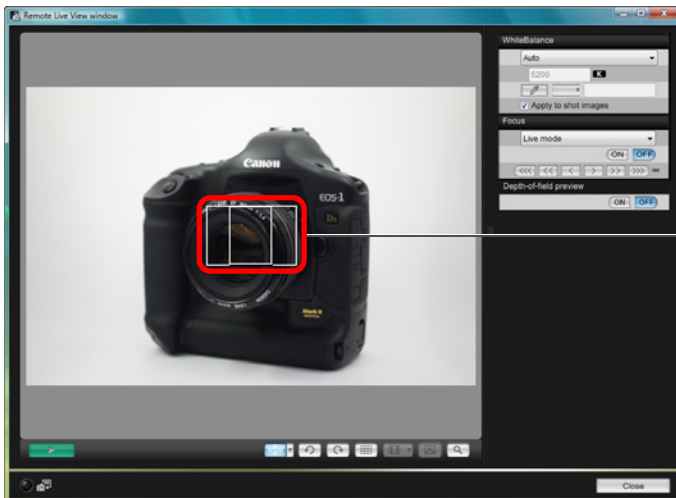 Remote Live View window
WhiteBalance
Auto
5200
K
Apply to shot images
Focus
Live mode
ON OFF
Depth-of-field preview
ON OFF
Canon
EOS-1
Ds
Mark II
Close